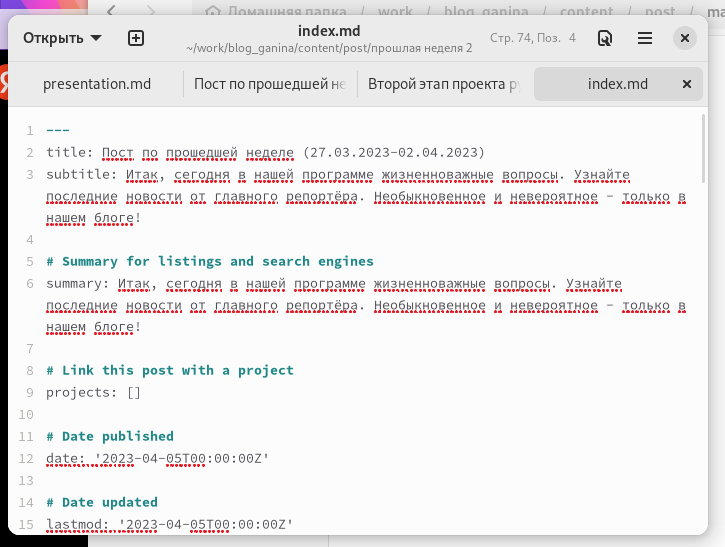 Домашняя папка / work / blog_ganina / content / post /
Открыть
index.md
~/work/blog_ganina/content/post/прошлая неделя 2
Стр. 74, Поз. 4
presentation.md
Пост по прошедшей не
Второй этап проекта
index.md
1 ---
2 title: Пост по прошедшей неделе (27.03.2023-02.04.2023)
3 subtitle: Итак, сегодня в нашей программе жизненноважные вопросы. Узнайте
последние новости от главного репортёра. Необыкновенное и невероятное - только в
нашем блоге!
4
5 # Summary for listings and search engines
6 summary: Итак, сегодня в нашей программе жизненноважные вопросы. Узнайте
последние новости от главного репортёра. Необыкновенное и невероятное - только в
нашем блоге!
7
8 # Link this post with a project
9 projects: []
10
11 # Date published
12 date: '2023-04-05T00:00:00Z'
13
14 # Date updated
15 lastmod: '2023-04-05T00:00:00Z'